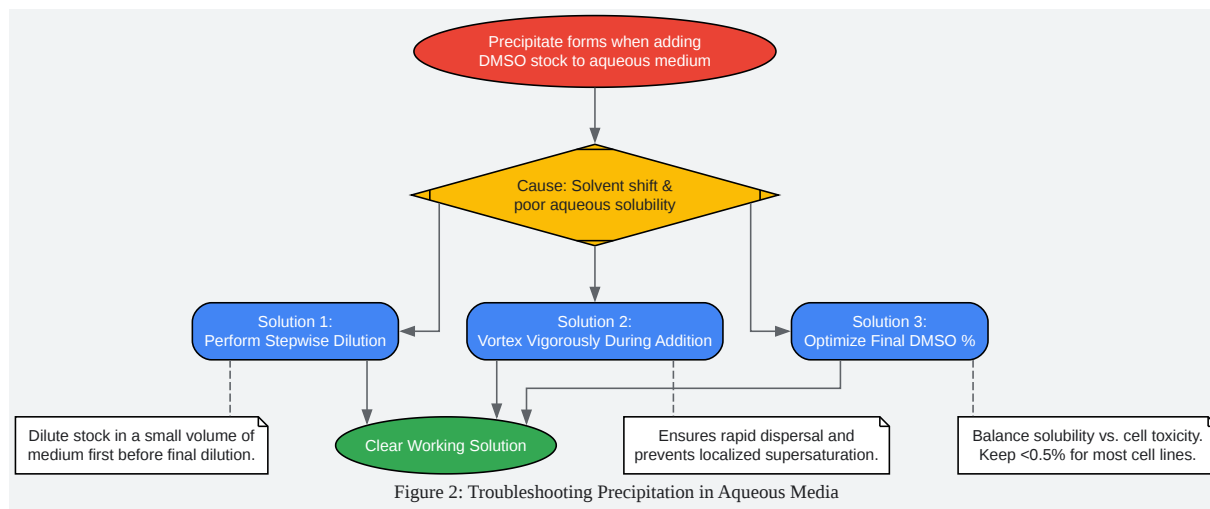 Precipitate forms when adding
DMSO stock to aqueous medium
Cause: Solvent shift &
poor aqueous solubility
Solution 1:
Perform Stepwise Dilution
Solution 2:
Vortex Vigorously During Addition
Solution 3:
Optimize Final DMSO %
Dilute stock in a small volume of
medium first before final dilution.
Clear Working Solution
Ensures rapid dispersal and
prevents localized supersaturation.
Balance solubility vs. cell toxicity.
Keep <0.5% for most cell lines.
Figure 2: Troubleshooting Precipitation in Aqueous Media